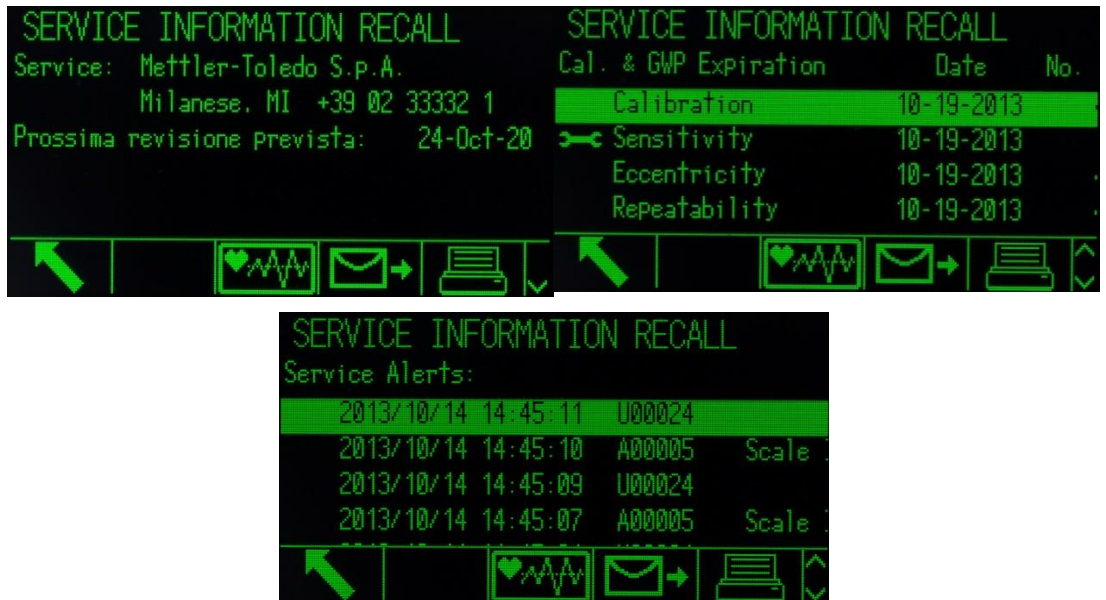 SERVICE INFORMATION RECALL
Service: Mettler-Toledo S.p.A.
Milanese, MI +39 02 33332 1
Prossima revisione prevista: 24-Oct-20
SERVICE INFORMATION RECALL
Cal. & GWP Expiration Date No.
Calibration 10-19-2013
Sensitivity 10-19-2013
Eccentricity 10-19-2013
Repeatability 10-19-2013
SERVICE INFORMATION RECALL
Service Alerts:
2013/10/14 14:45:11 U00024
2013/10/14 14:45:10 A00005 Scale
2013/10/14 14:45:09 U00024
2013/10/14 14:45:07 A00005 Scale